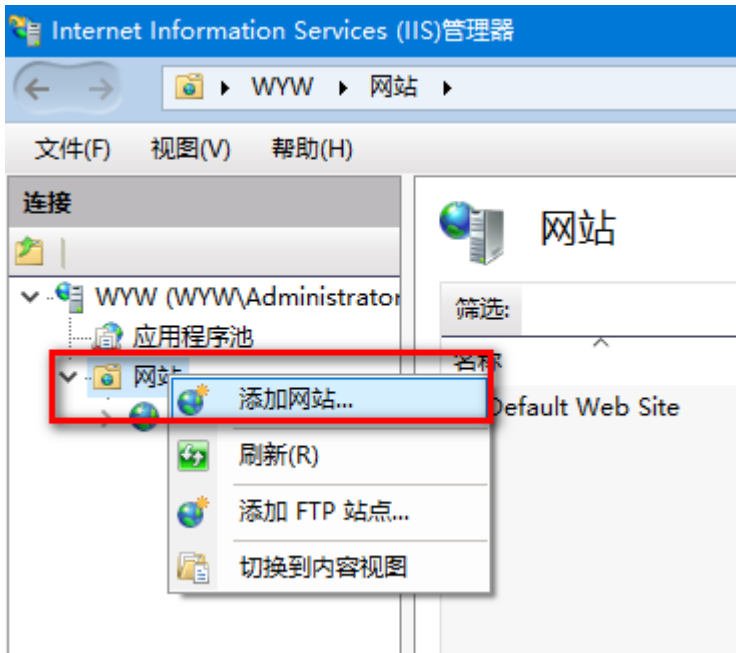 Internet Information Services (IIS)管理器
WYW 网站
文件(F) 视图(V) 帮助(H)
连接
网站
WYW (WYW\Administrator
筛选:
应用程序池
名称
网站
添加网站...
Default Web Site
刷新(R)
添加 FTP 站点...
切换到内容视图